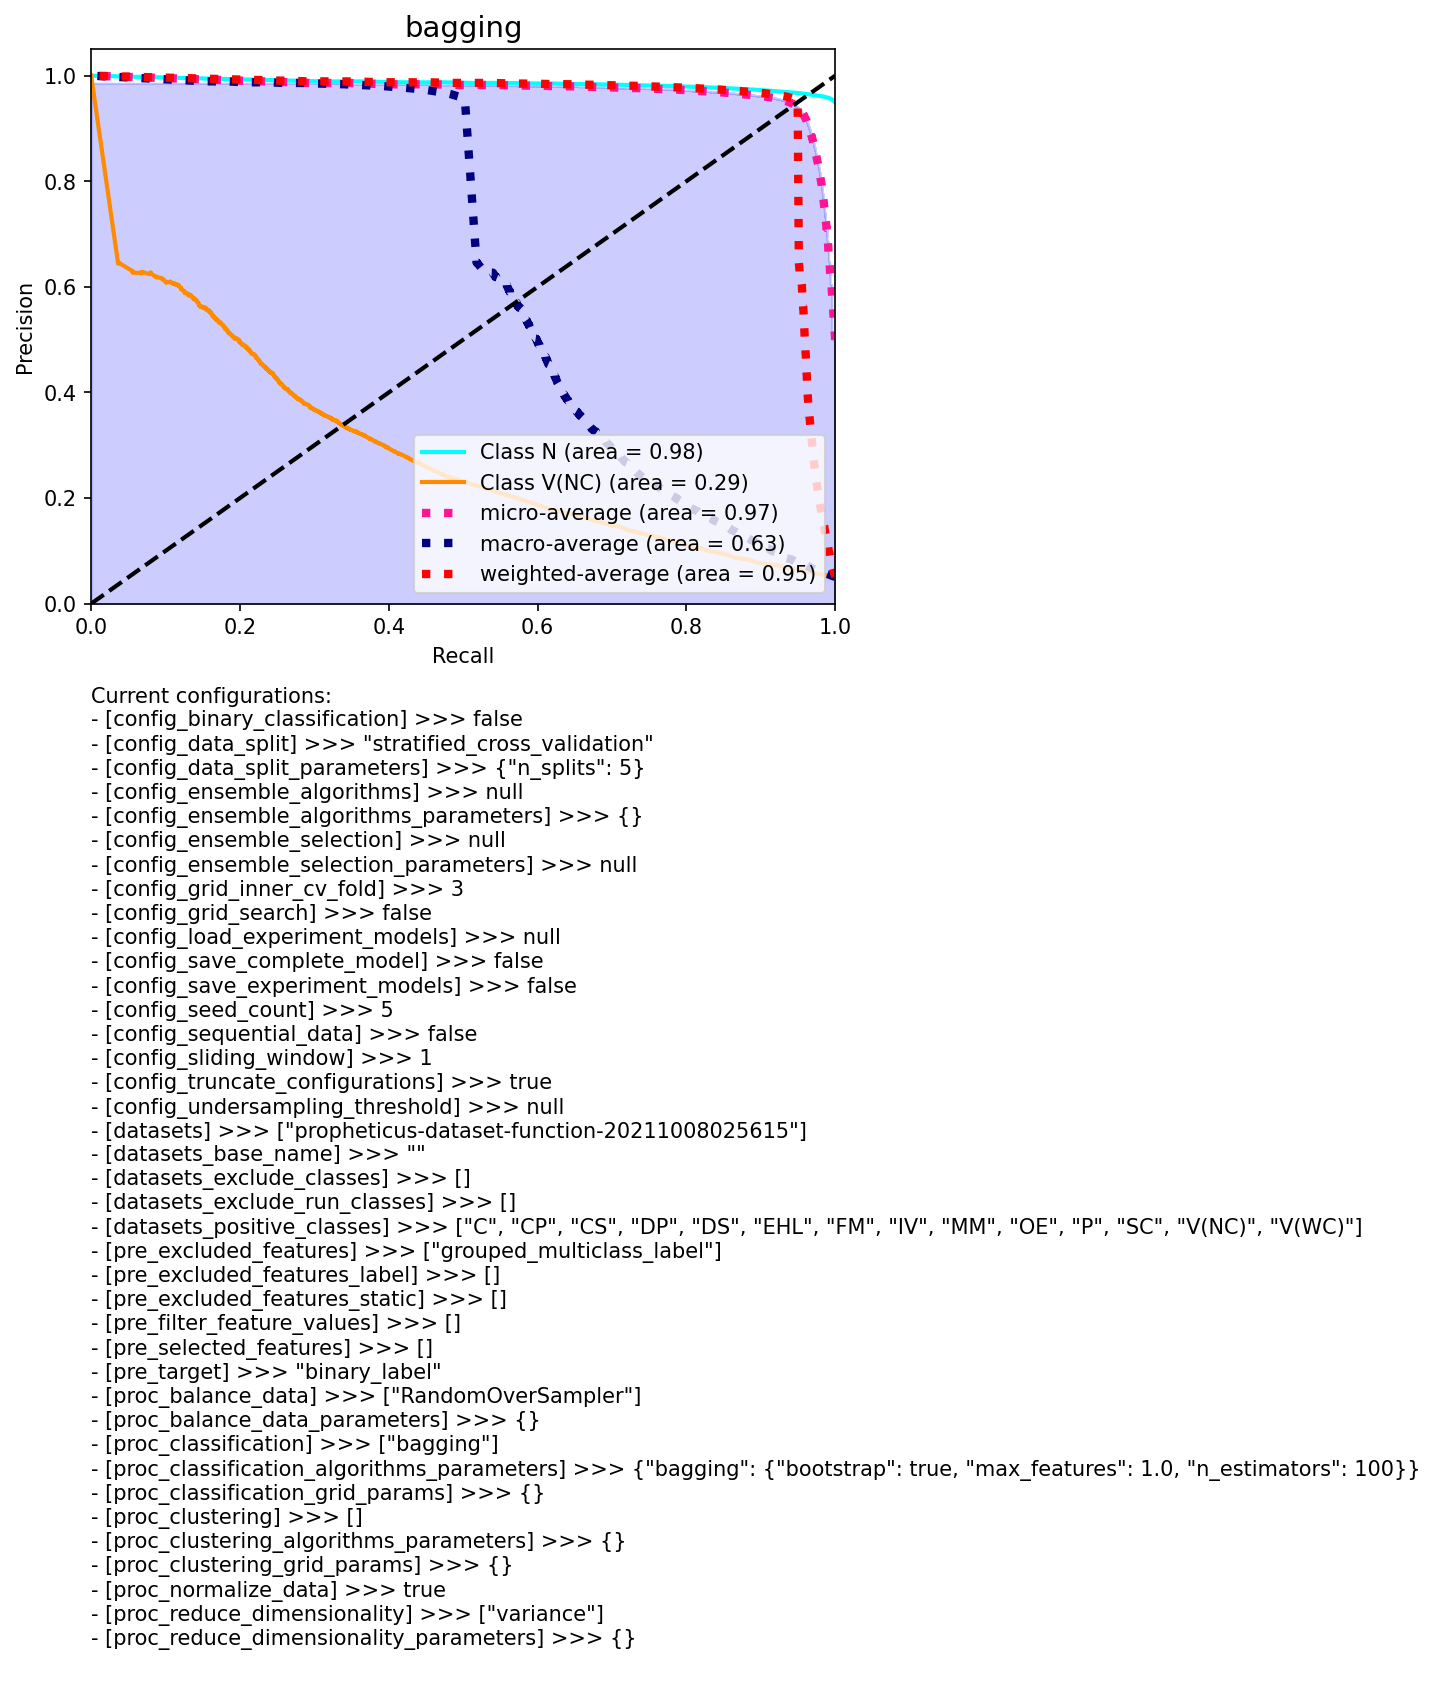 bagging
1.0
0.8
0.6
0.4
0.2
0.0
Precision
Class N (area = 0.98)
Class V(NC) (area = 0.29)
micro-average (area = 0.97)
macro-average (area = 0.63)
weighted-average (area = 0.95)
0.0 0.2 0.4 0.6 0.8 1.0
Recall
Current configurations:
- [config_binary_classification] >>> false
- [config_data_split] >>> "stratified_cross_validation"
- [config_data_split_parameters] >>> {"n_splits": 5}
- [config_ensemble_algorithms] >>> null
- [config_ensemble_algorithms_parameters] >>> {}
- [config_ensemble_selection] >>> null
- [config_ensemble_selection_parameters] >>> null
- [config_grid_inner_cv_fold] >>> 3
- [config_grid_search] >>> false
- [config_load_experiment_models] >>> null
- [config_save_complete_model] >>> false
- [config_save_experiment_models] >>> false
- [config_seed_count] >>> 5
- [config_sequential_data] >>> false
- [config_sliding_window] >>> 1
- [config_truncate_configurations] >>> true
- [config_undersampling_threshold] >>> null
- [datasets] >>> ["propheticus-dataset-function-20211008025615"]
- [datasets_base_name] >>> ""
- [datasets_exclude_classes] >>> []
- [datasets_exclude_run_classes] >>> []
- [datasets_positive_classes] >>> ["C", "CP", "CS", "DP", "DS", "EHL", "FM", "IV", "MM", "OE", "P", "SC", "V(NC)", "V(WC)"]
- [pre_excluded_features] >>> ["grouped_multiclass_label"]
- [pre_excluded_features_label] >>> []
- [pre_excluded_features_static] >>> []
- [pre_filter_feature_values] >>> []
- [pre_selected_features] >>> []
- [pre_target] >>> "binary_label"
- [proc_balance_data] >>> ["RandomOverSampler"]
- [proc_balance_data_parameters] >>> {}
- [proc_classification] >>> ["bagging"]
- [proc_classification_algorithms_parameters] >>> {"bagging": {"bootstrap": true, "max_features": 1.0, "n_estimators": 100}}
- [proc_classification_grid_params] >>> {}
- [proc_clustering] >>> []
- [proc_clustering_algorithms_parameters] >>> {}
- [proc_clustering_grid_params] >>> {}
- [proc_normalize_data] >>> true
- [proc_reduce_dimensionality] >>> ["variance"]
- [proc_reduce_dimensionality_parameters] >>> {}